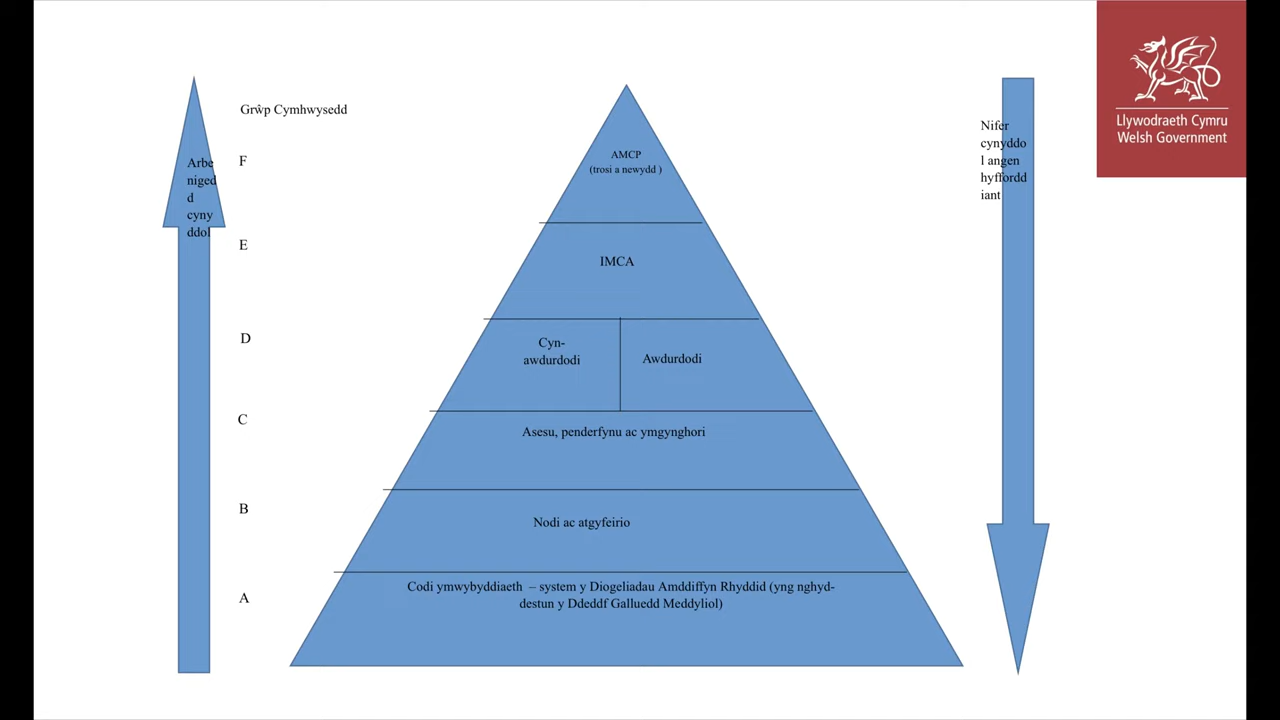 Grŵp Cymhwysedd
F
E
D
C
B
A
Arbe
niged
d
cyny
ddol
AMCP
(trosi a newydd )
IMCA
Cyn-
awdurdodi
Awdurdodi
Asesu, penderfynu ac ymgynghori
Nodi ac atgyfeirio
Codi ymwybyddiaeth – system y Diogeliadau Amddiffyn Rhyddid (yng nghyd-
destun y Ddeddf Galluedd Meddyliol)
Nifer
cynyddo
l angen
hyffordd
iant
Llywodraeth Cymru
Welsh Government